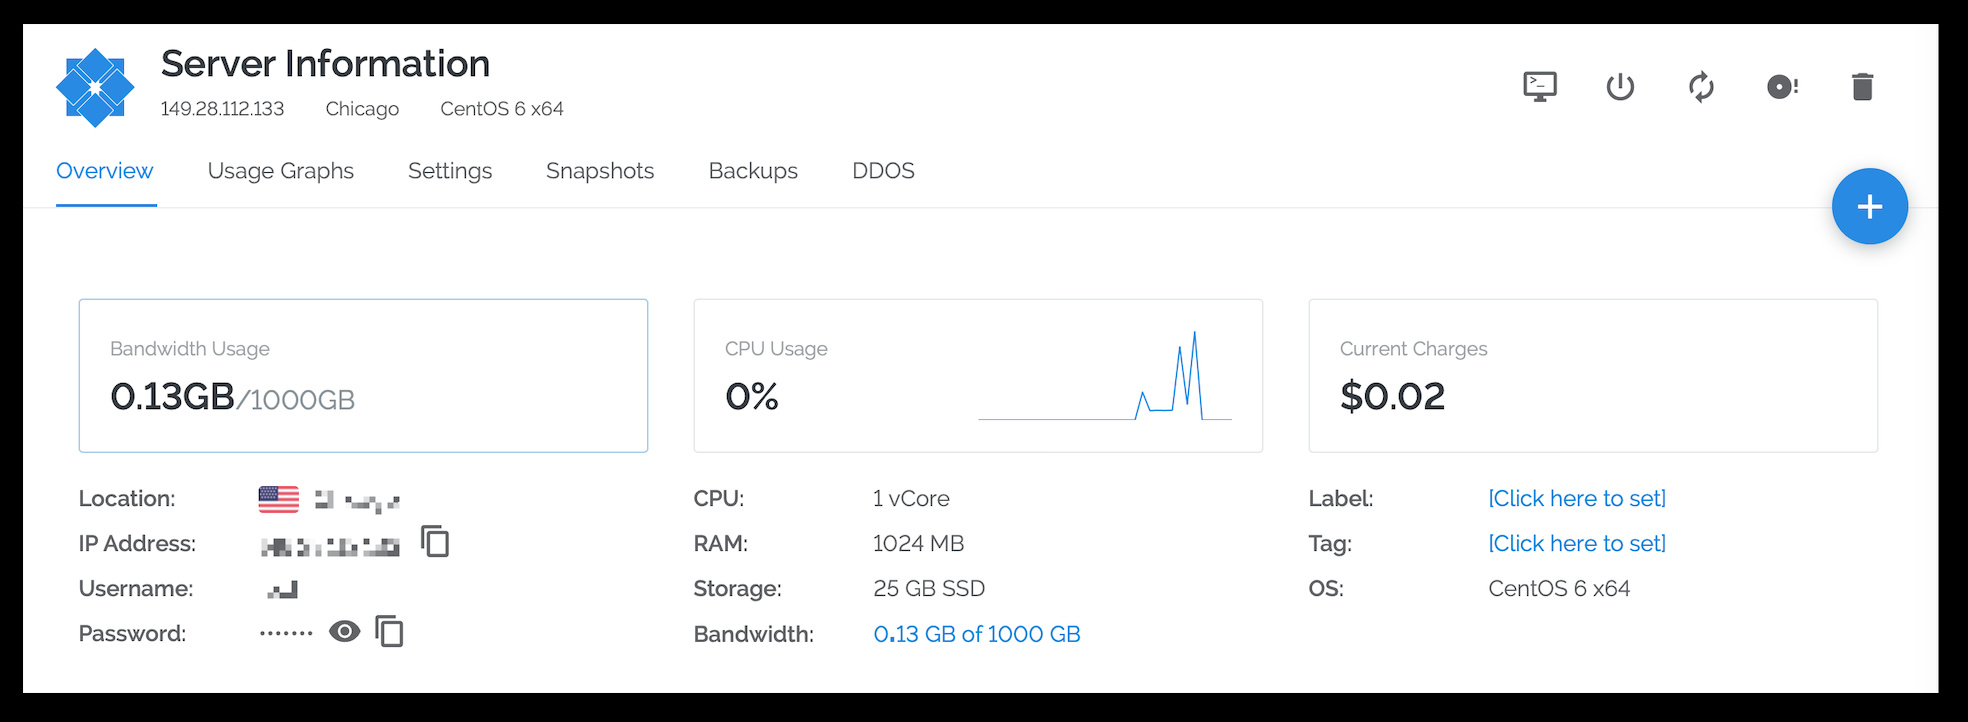 Server Information
149.28.112.133 Chicago CentOS 6 x64
Overview Usage Graphs Settings Snapshots Backups DDOS
Bandwidth Usage
0.13GB/1000GB
CPU Usage
0%
Current Charges
$0.02
Location:
IP Address:
Username:
Password: ·······
CPU: 1 vCore
RAM: 1024 MB
Storage: 25 GB SSD
Bandwidth: 0.13 GB of 1000 GB
Label: [Click here to set]
Tag: [Click here to set]
OS: CentOS 6 x64